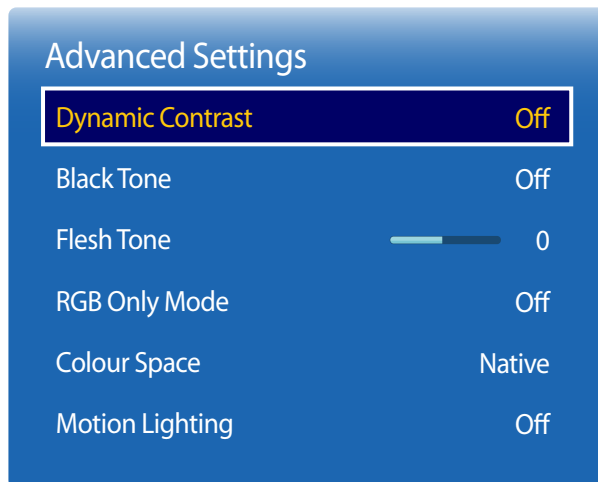 Advanced Settings
Dynamic Contrast Off
Black Tone Off
Flesh Tone 0
RGB Only Mode Off
Colour Space Native
Motion Lighting Off